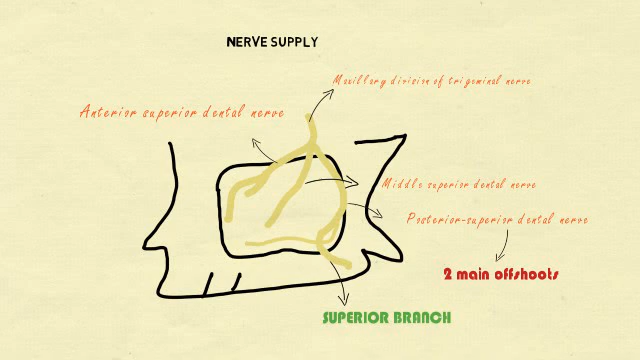 NERVE SUPPLY
Maxillary division of trigeminal nerve
Anterior superior dental nerve
Middle superior dental nerve
Posterior-superior dental nerve
2 main offshoots
SUPERIOR BRANCH